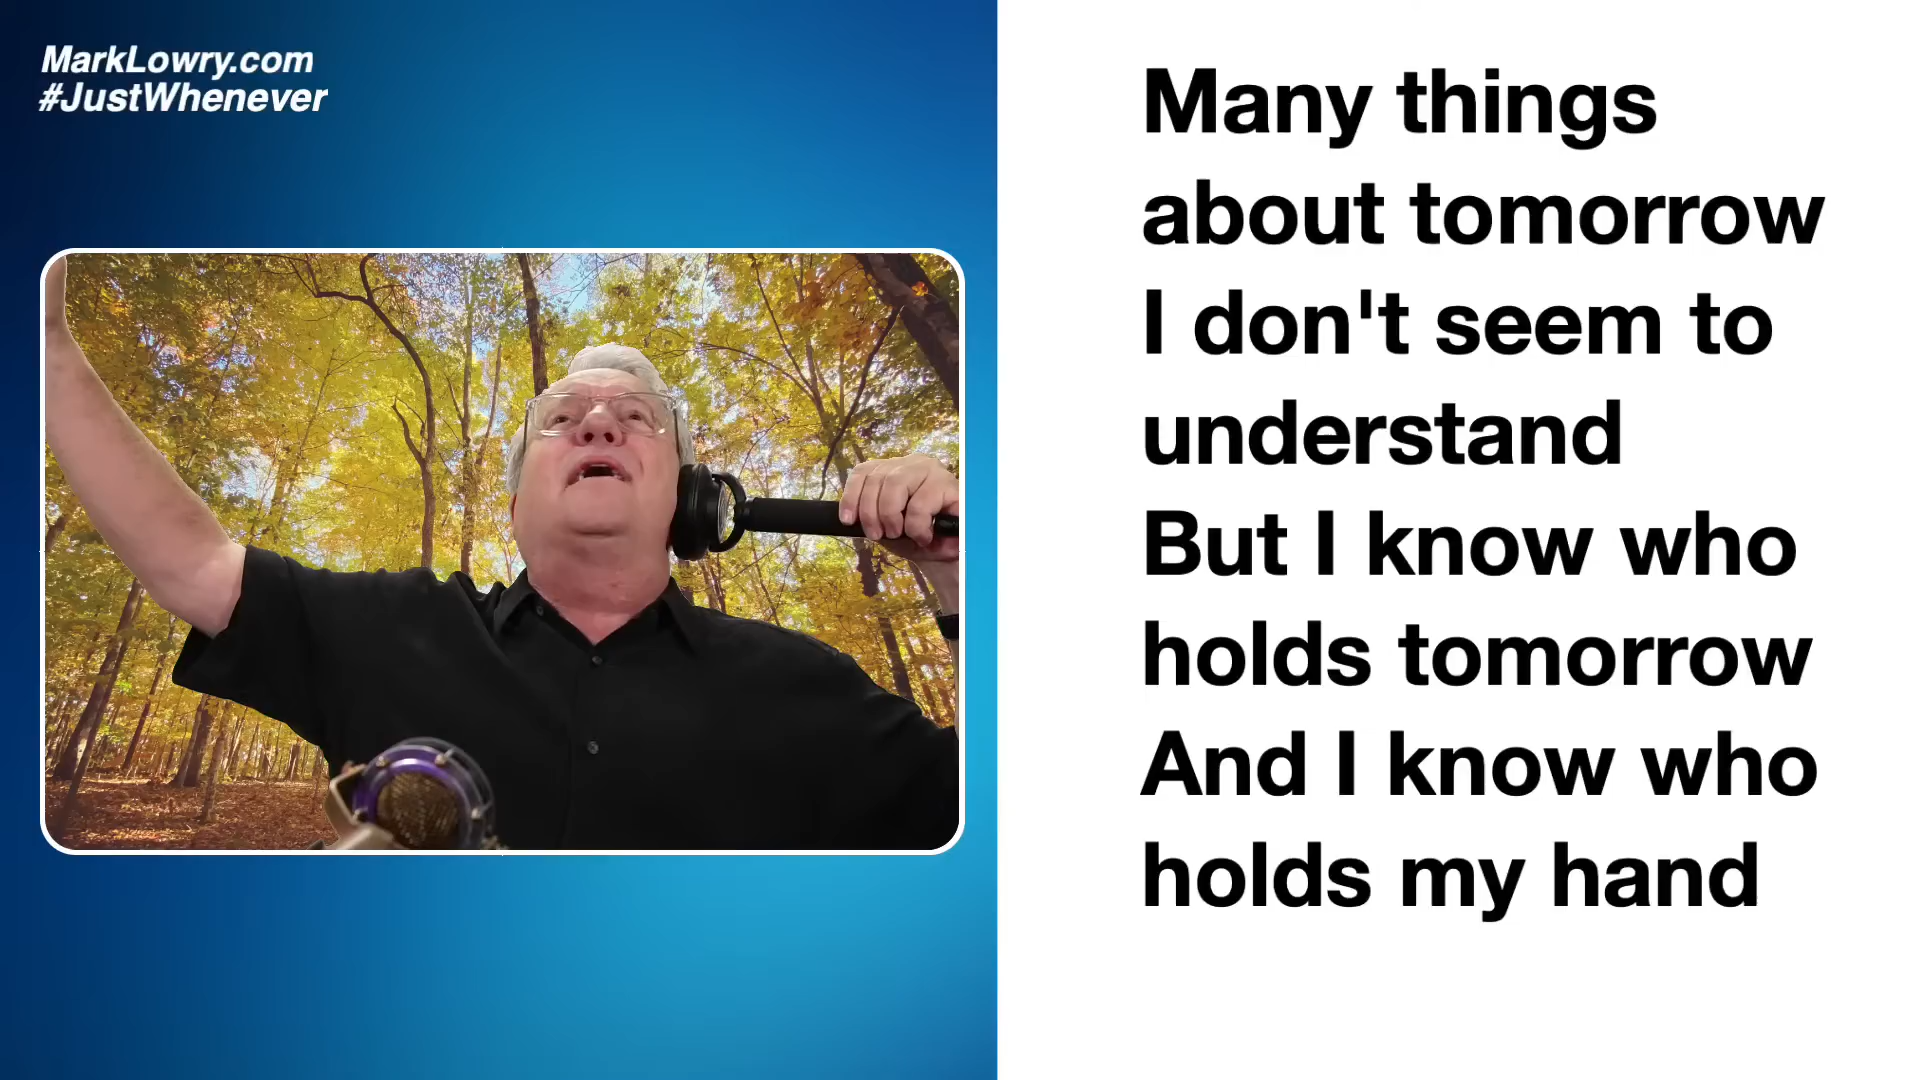 MarkLowry.com
#JustWhenever
Many things
about tomorrow
I don't seem to
understand
But I know who
holds tomorrow
And I know who
holds my hand